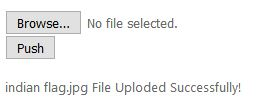 Browse... No file selected.
Push
indian flag.jpg File Uploded Successfully!